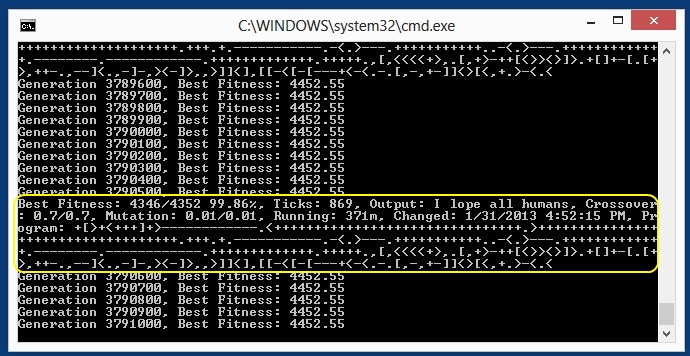 C:\WINDOWS\system32\cmd.exe
Generation 3789600, Best Fitness: 4452.55
Generation 3789700, Best Fitness: 4452.55
Generation 3789800, Best Fitness: 4452.55
Generation 3789900, Best Fitness: 4452.55
Generation 3790000, Best Fitness: 4452.55
Generation 3790100, Best Fitness: 4452.55
Generation 3790200, Best Fitness: 4452.55
Generation 3790300, Best Fitness: 4452.55
Generation 3790400, Best Fitness: 4452.55
Generation 3790500, Best Fitness: 4452.55
Best Fitness: 4346/4352 99.86%, Ticks: 869, Output: I lope all humans, Crossover
: 0.7/0.7, Mutation: 0.01/0.01, Running: 371m, Changed: 1/31/2013 4:52:15 PM, Pr
ogram:
Generation 3790600, Best Fitness: 4452.55
Generation 3790700, Best Fitness: 4452.55
Generation 3790800, Best Fitness: 4452.55
Generation 3790900, Best Fitness: 4452.55
Generation 3791000, Best Fitness: 4452.55